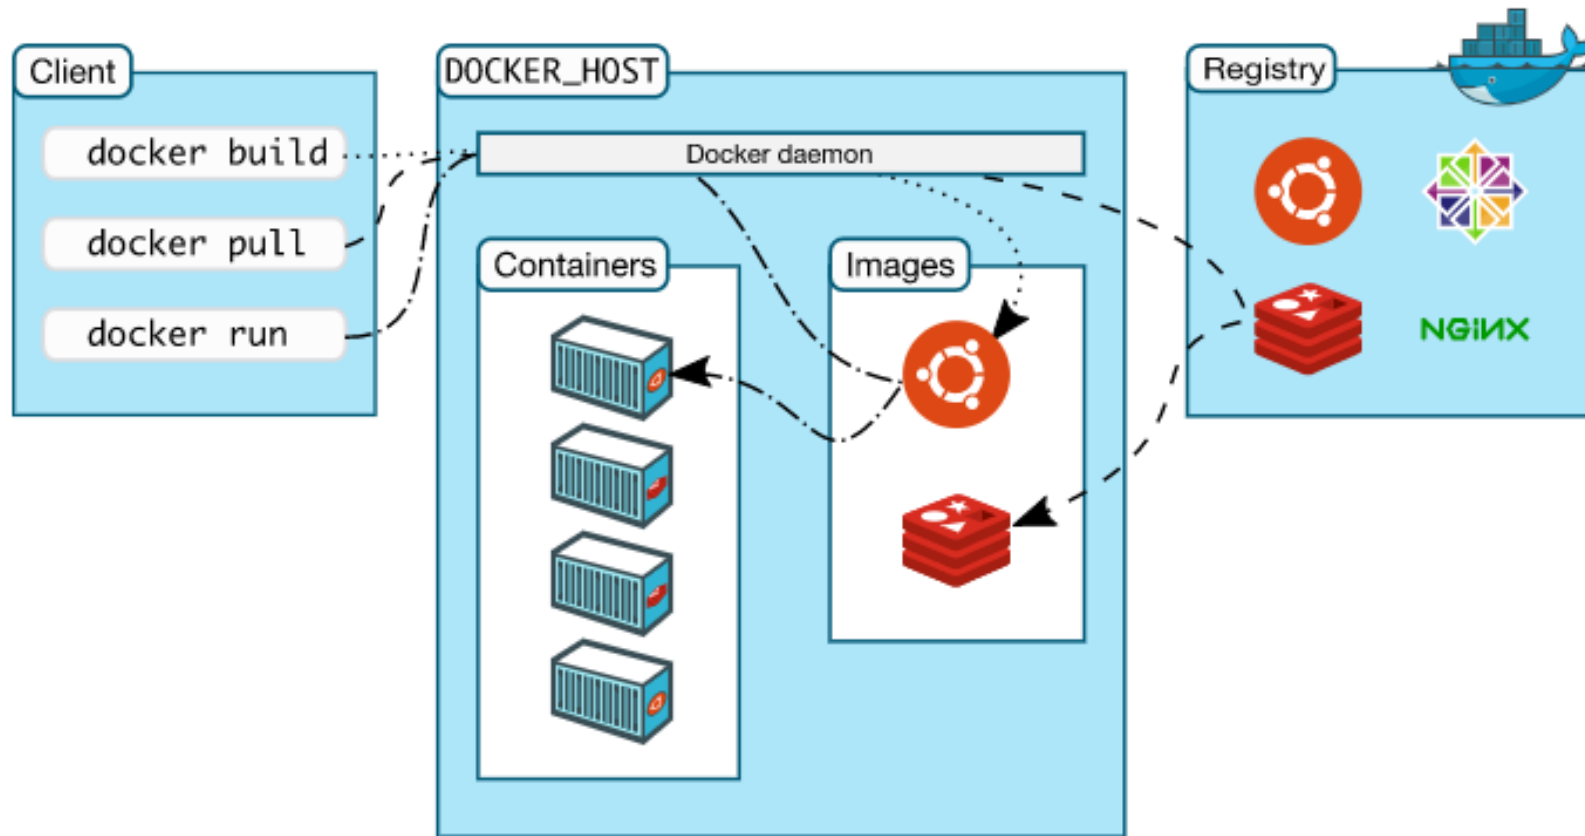 Client
docker build
docker pull
docker run
DOCKER_HOST
Docker daemon
Containers
Images
Registry
NGiNX